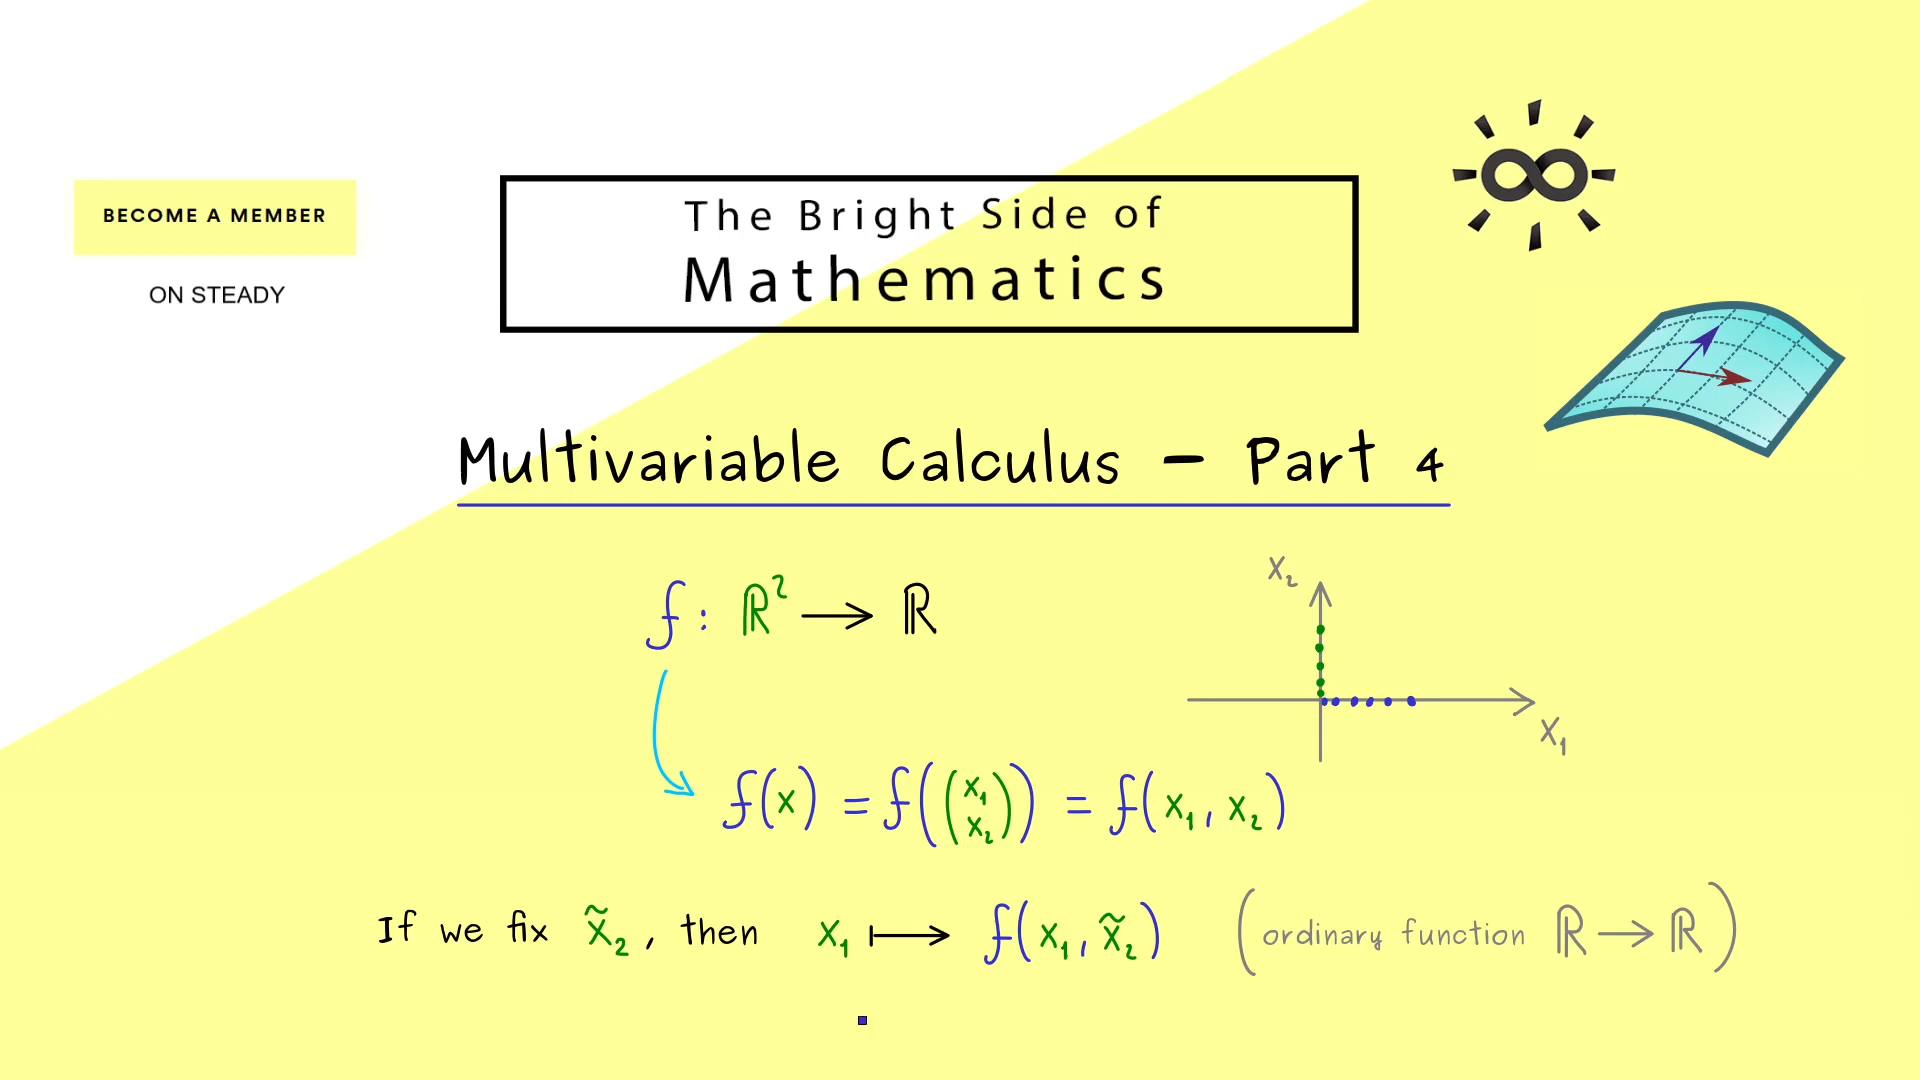 BECOME A MEMBER
ON STEADY
The Bright Side of
Mathematics
Multivariable Calculus – Part 4
f: ℝ² ⟶ ℝ
x₂
x₁
f(x) = f((x₁ x₂)) = f(x₁, x₂)
If we fix x̃₂, then x₁ ⟼ f(x₁, x̃₂) (ordinary function ℝ ⟶ ℝ)